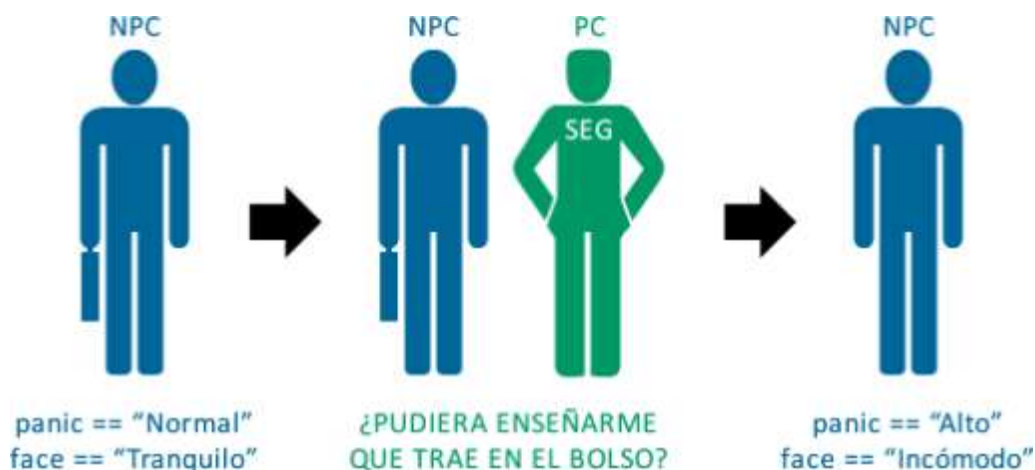 NPC
NPC
PC
NPC
SEG
panic == “Normal”
face == “Tranquilo”
¿PUDIERA ENSEÑARME
QUE TRAE EN EL BOLSO?
panic == “Alto”
face == “Incómodo”